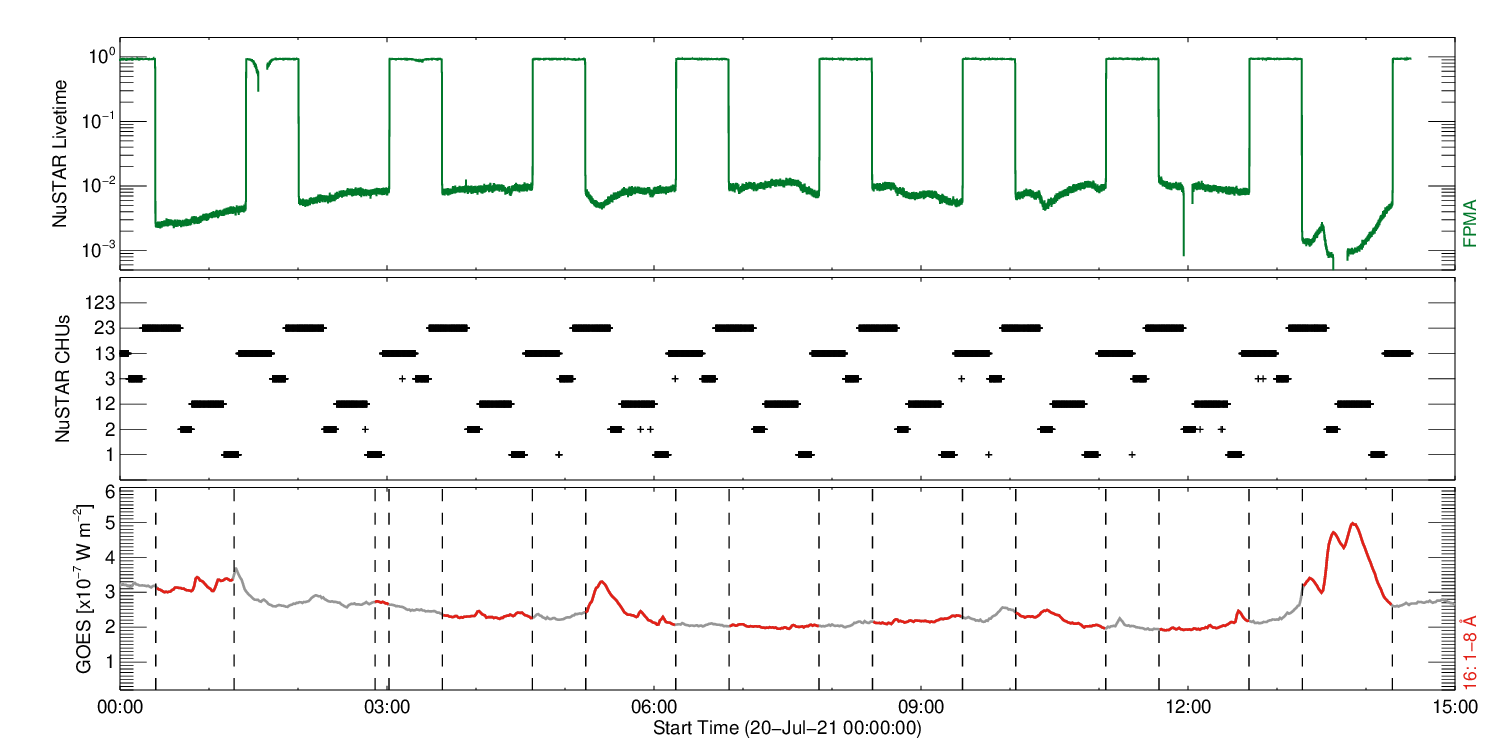 NuSTAR Livetime
10⁰
10⁻¹
10⁻²
10⁻³
FPMA
NuSTAR CHUs
123
23
13
3
12
2
1
GOES [x10⁻⁷ W m⁻²]
6
5
4
3
2
1
16: 1−8 Å
00:00 03:00 06:00 09:00 12:00 15:00
Start Time (20−Jul−21 00:00:00)